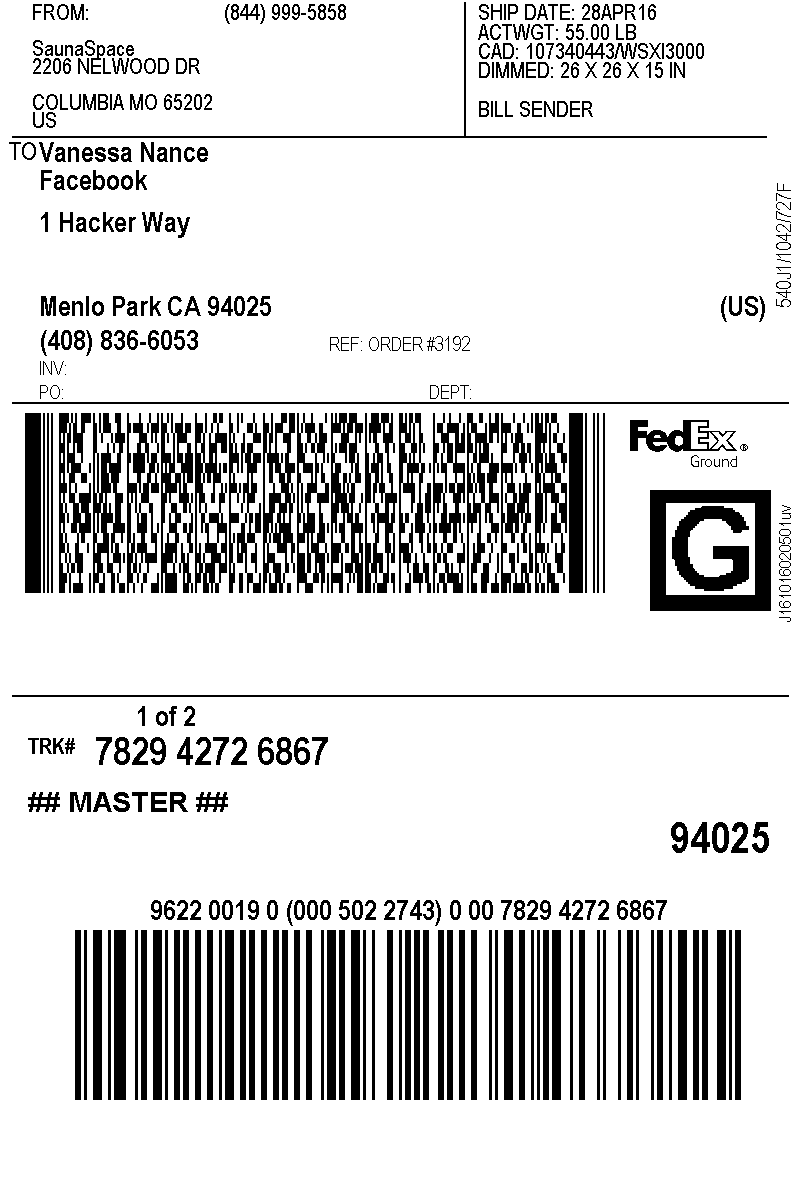 FROM: (844) 999-5858
SaunaSpace
2206 NELWOOD DR
COLUMBIA MO 65202
US
SHIP DATE: 28APR16
ACTWGT: 55.00 LB
CAD: 107340443/WSXI3000
DIMMED: 26 X 26 X 15 IN
BILL SENDER
TO Vanessa Nance
Facebook
1 Hacker Way
Menlo Park CA 94025 (US)
(408) 836-6053 REF: ORDER #3192
INV:
PO: DEPT:
540J1/1042/727F
FedEx®
Ground
G
J161016020501uv
1 of 2
TRK# 7829 4272 6867
## MASTER ##
94025
9622 0019 0 (000 502 2743) 0 00 7829 4272 6867